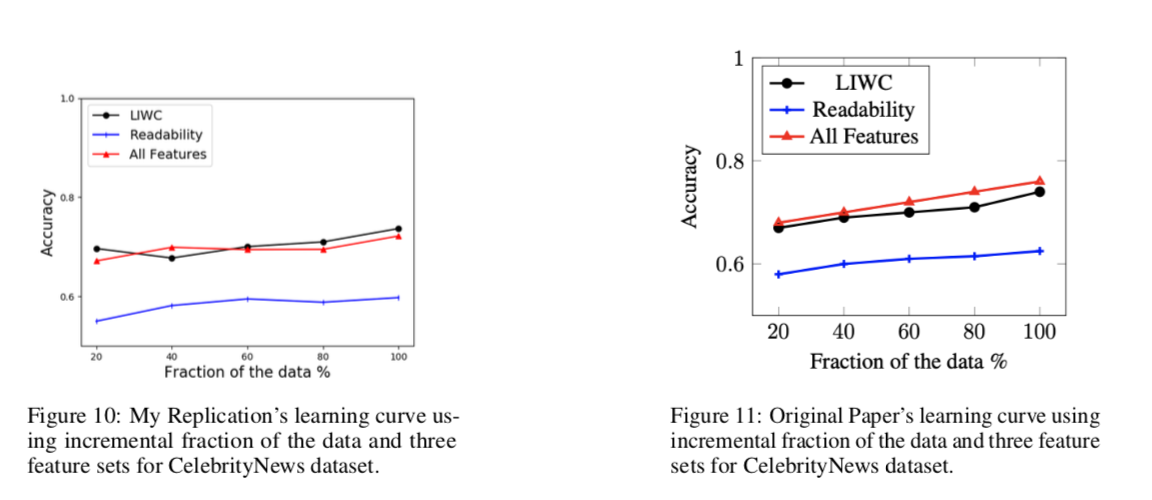 1.0
0.8
0.6
Accuracy
LIWC
Readability
All Features
20 40 60 80 100
Fraction of the data %
Figure 10: My Replication's learning curve us-
ing incremental fraction of the data and three
feature sets for CelebrityNews dataset.
1
0.8
0.6
Accuracy
LIWC
Readability
All Features
20 40 60 80 100
Fraction of the data %
Figure 11: Original Paper's learning curve using
incremental fraction of the data and three feature
sets for CelebrityNews dataset.